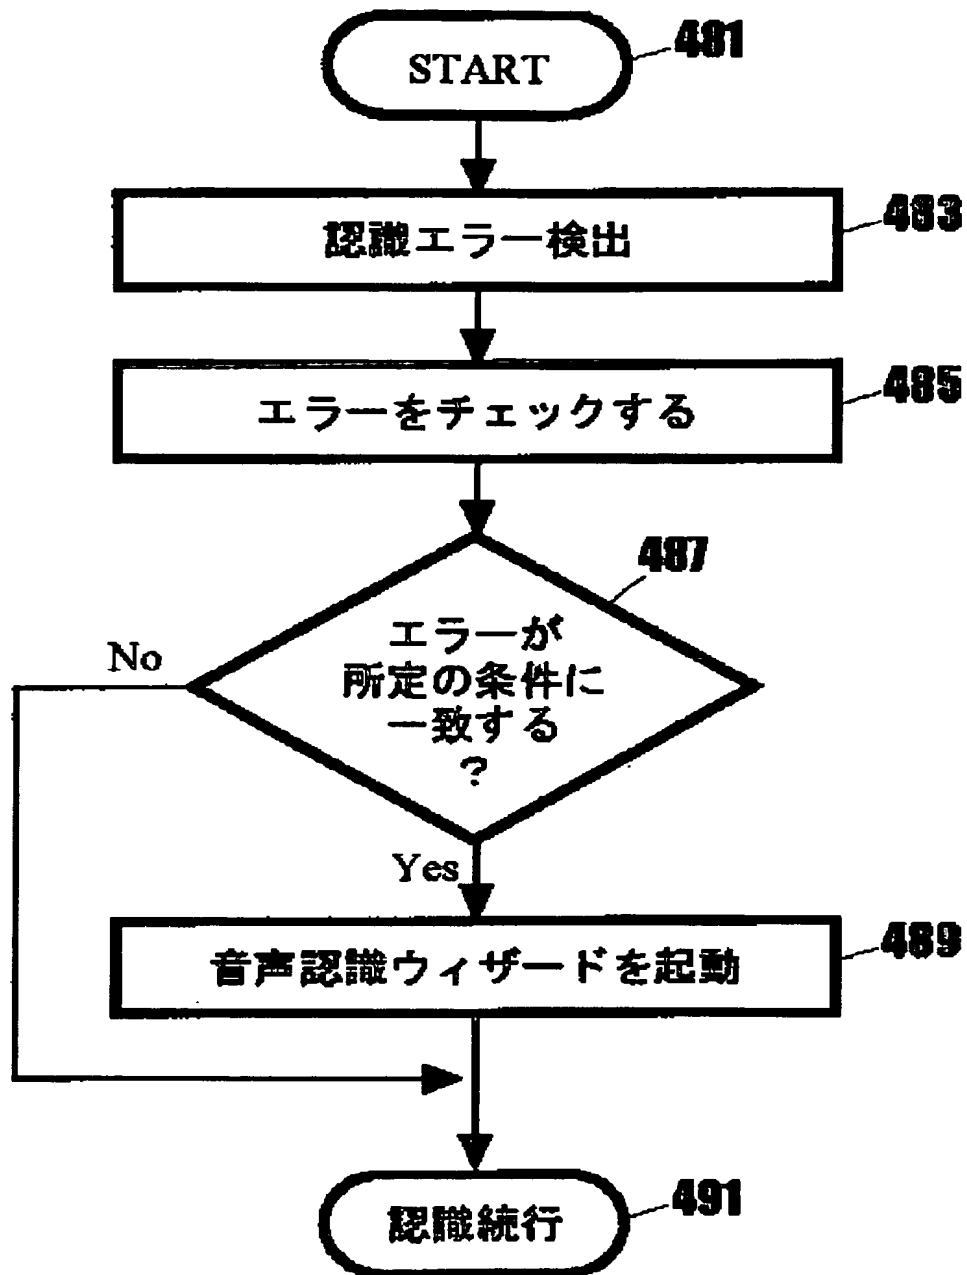 START
481
認識エラー検出
483
エラーをチェックする
485
487
エラーが
所定の条件に
一致する
?
No
Yes
音声認識ウィザードを起動
489
認識続行
491